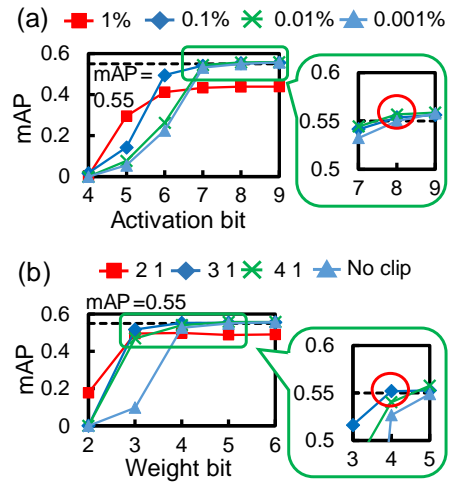 (a) 1% 0.1% 0.01% 0.001%
0.6
mAP =
0.55
0.4
0.2
0
mAP
4 5 6 7 8 9
Activation bit
0.6
0.55
0.5
7 8 9
(b) 2 1 3 1 4 1 No clip
mAP=0.55
0.6
0.4
0.2
0
mAP
2 3 4 5 6
Weight bit
0.6
0.55
0.5
3 4 5